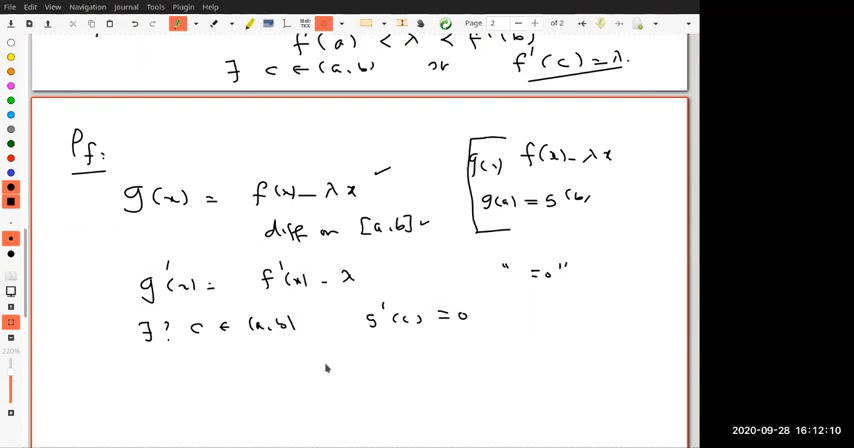 File Edit View Journal Tools Plugin Help
Page 2 of 2
f'(a) < λ < f'(b)
∃ c ∈ (a,b) st f'(c) = λ.
Pf:
g(x) = f(x) - λx ✓
diff on [a,b] ✓
g(x) f(x) - λx
g(a) = g(b)
g'(x) = f'(x) - λ
" = 0 "
∃? c ∈ (a,b) g'(c) = 0
220%
2020-09-28 16:12:10